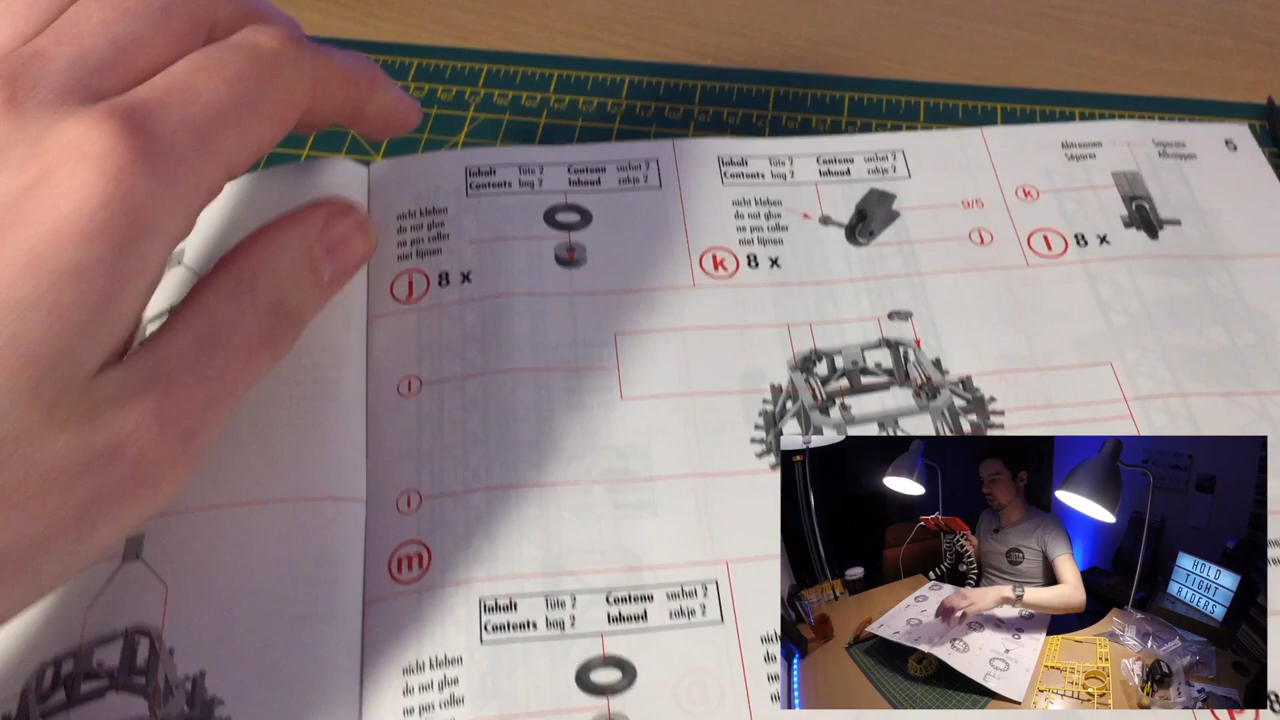 Inhalt Tüte 2 Contenu sachet 2
Contents bag 2 Inhoud zakje 2
nicht kleben
do not glue
ne pas coller
niet lijmen
j 8 x
Inhalt Tüte 2 Contenu sachet 2
Contents bag 2 Inhoud zakje 2
nicht kleben
do not glue
ne pas coller
niet lijmen
9/5
j
k 8 x
Abtrennen
Séparer
Separate
Afknippen
5
k
l 8 x
l
l
m
Inhalt Tüte 2 Contenu sachet 2
Contents bag 2 Inhoud zakje 2
nicht kleben
do not glue
ne pas coller
niet lijmen
HOLD
TIGHT
RIDERS